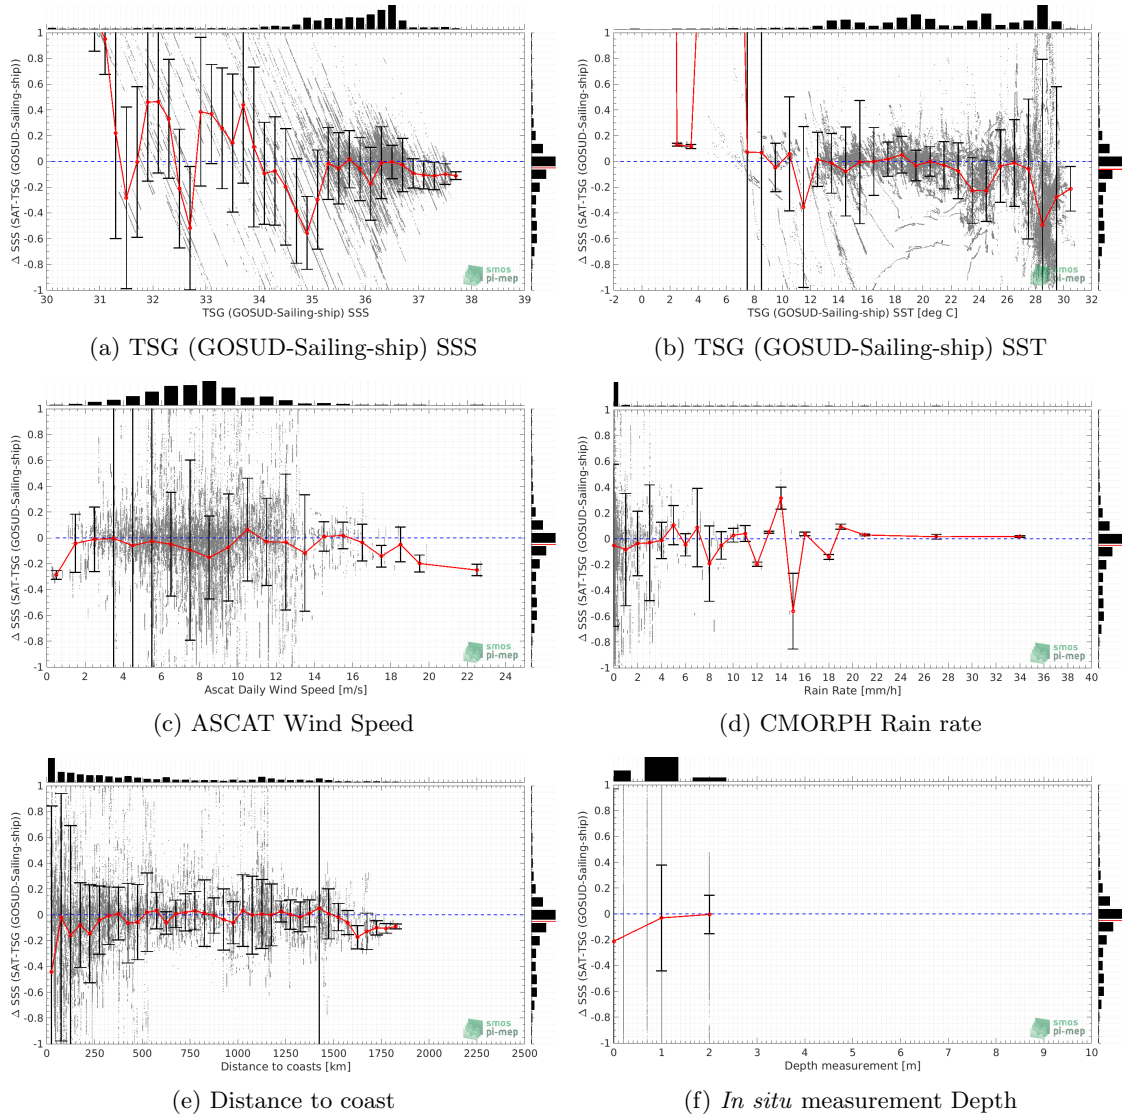 Δ SSS (SAT-TSG (GOSUD-Sailing-ship))
1
0.8
0.6
0.4
0.2
0
-0.2
-0.4
-0.6
-0.8
-1
30 31 32 33 34 35 36 37 38 39
TSG (GOSUD-Sailing-ship) SSS
smos
pi-mep
(a) TSG (GOSUD-Sailing-ship) SSS
Δ SSS (SAT-TSG (GOSUD-Sailing-ship))
1
0.8
0.6
0.4
0.2
0
-0.2
-0.4
-0.6
-0.8
-1
-2 0 2 4 6 8 10 12 14 16 18 20 22 24 26 28 30 32
TSG (GOSUD-Sailing-ship) SST [deg C]
smos
pi-mep
(b) TSG (GOSUD-Sailing-ship) SST
Δ SSS (SAT-TSG (GOSUD-Sailing-ship))
1
0.8
0.6
0.4
0.2
0
-0.2
-0.4
-0.6
-0.8
-1
0 2 4 6 8 10 12 14 16 18 20 22 24
Ascat Daily Wind Speed [m/s]
smos
pi-mep
(c) ASCAT Wind Speed
Δ SSS (SAT-TSG (GOSUD-Sailing-ship))
1
0.8
0.6
0.4
0.2
0
-0.2
-0.4
-0.6
-0.8
-1
0 2 4 6 8 10 12 14 16 18 20 22 24 26 28 30 32 34 36 38 40
Rain Rate [mm/h]
smos
pi-mep
(d) CMORPH Rain rate
Δ SSS (SAT-TSG (GOSUD-Sailing-ship))
1
0.8
0.6
0.4
0.2
0
-0.2
-0.4
-0.6
-0.8
-1
0 250 500 750 1000 1250 1500 1750 2000 2250 2500
Distance to coasts [km]
smos
pi-mep
(e) Distance to coast
Δ SSS (SAT-TSG (GOSUD-Sailing-ship))
1
0.8
0.6
0.4
0.2
0
-0.2
-0.4
-0.6
-0.8
-1
0 1 2 3 4 5 6 7 8 9 10
Depth measurement [m]
smos
pi-mep
(f) In situ measurement Depth